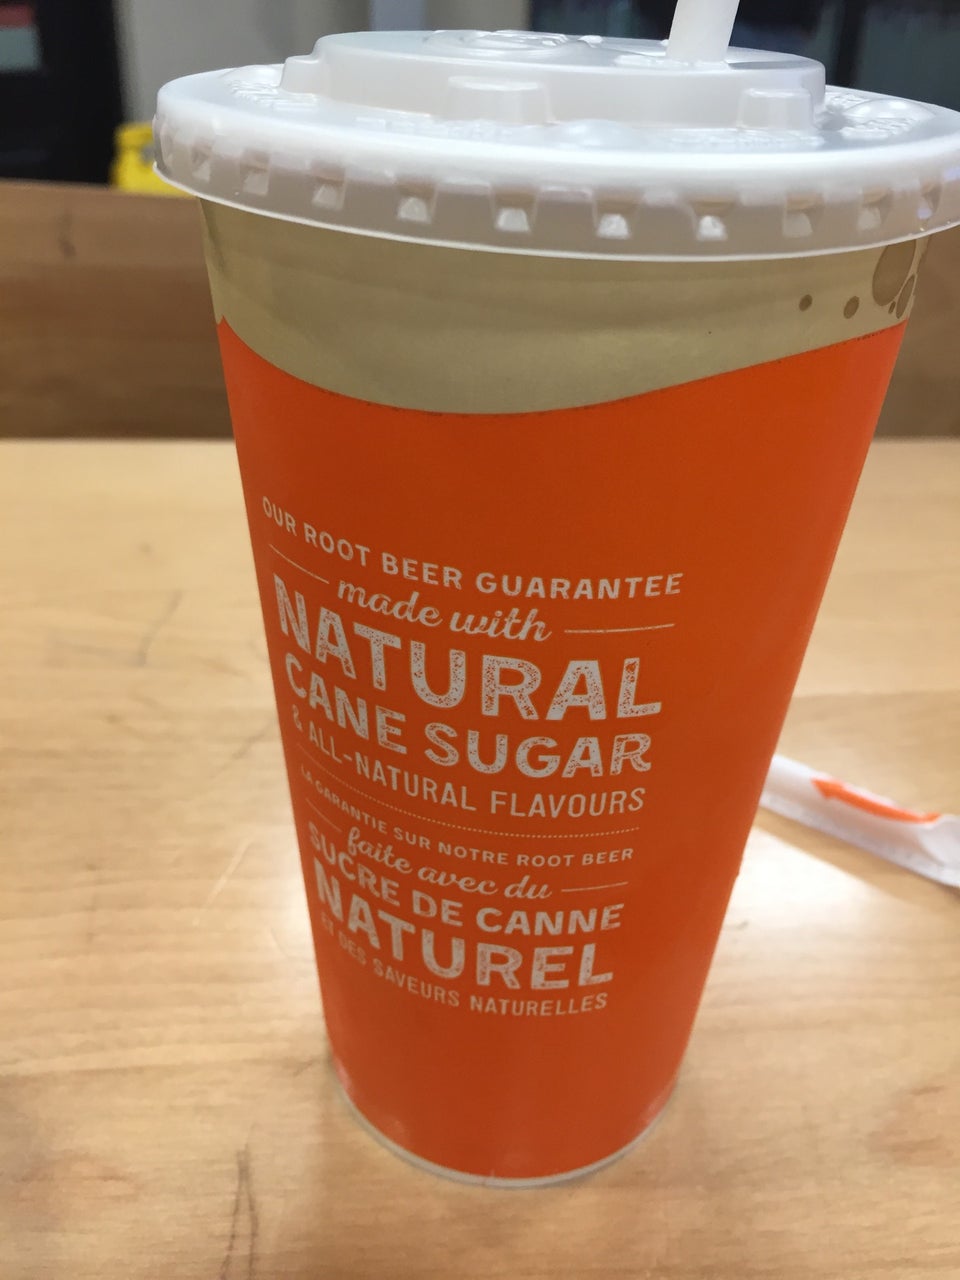 OUR ROOT BEER GUARANTEE
made with
NATURAL
CANE SUGAR
& ALL-NATURAL FLAVOURS
LA GARANTIE SUR NOTRE ROOT BEER
faite avec du
SUCRE DE CANNE
NATUREL
ET DES SAVEURS NATURELLES